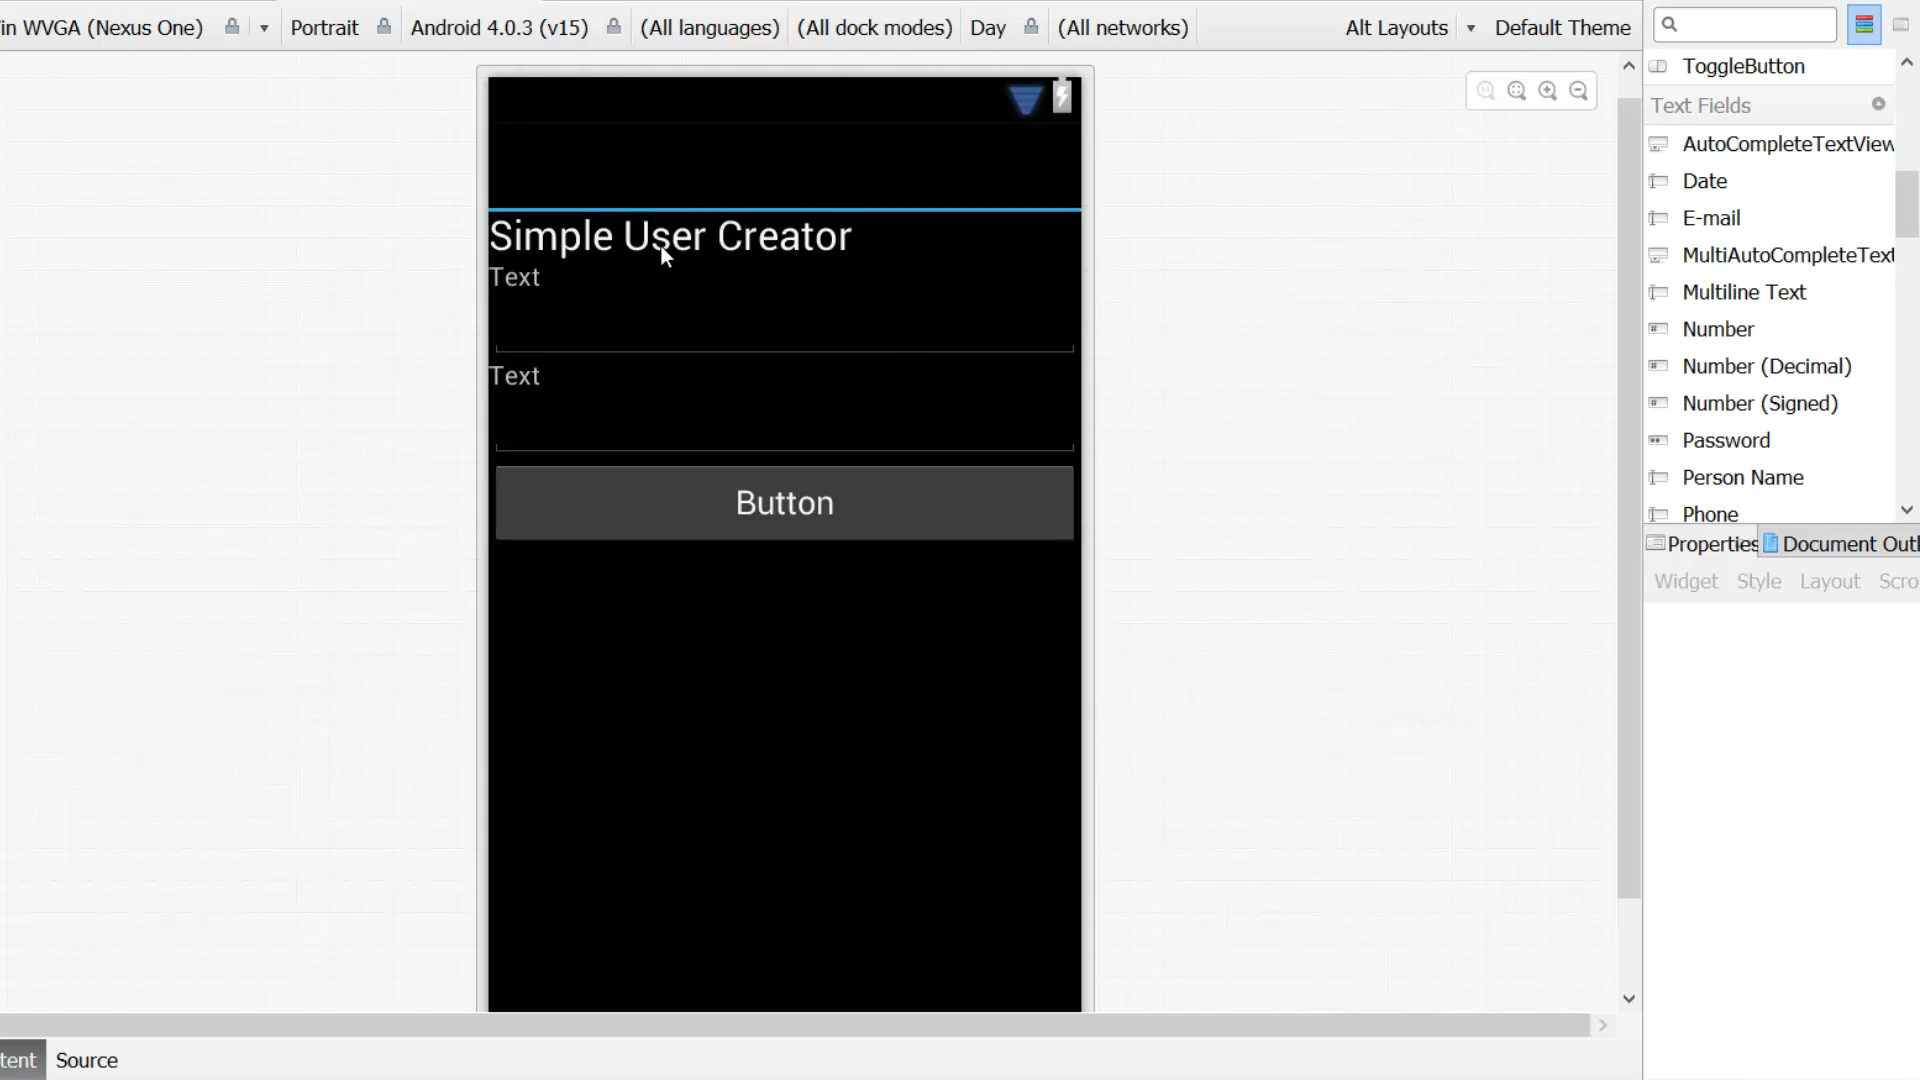 in WVGA (Nexus One) Portrait Android 4.0.3 (v15) (All languages) (All dock modes) Day (All networks) Alt Layouts Default Theme
ToggleButton
Text Fields
AutoCompleteTextView
Date
E-mail
MultiAutoCompleteText
Multiline Text
Number
Number (Decimal)
Number (Signed)
Password
Person Name
Phone
Properties Document Outl
Widget Style Layout Scro
Simple User Creator
Text
Text
Button
tent Source